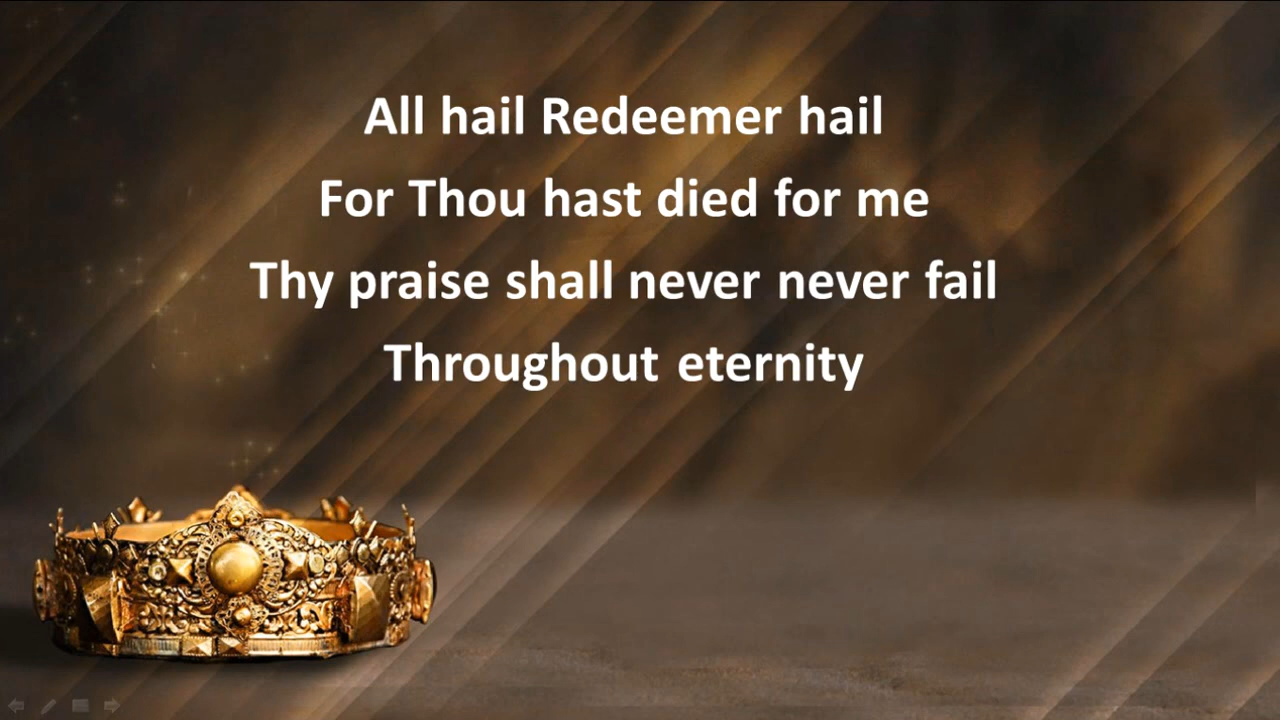 All hail Redeemer hail
For Thou hast died for me
Thy praise shall never never fail
Throughout eternity